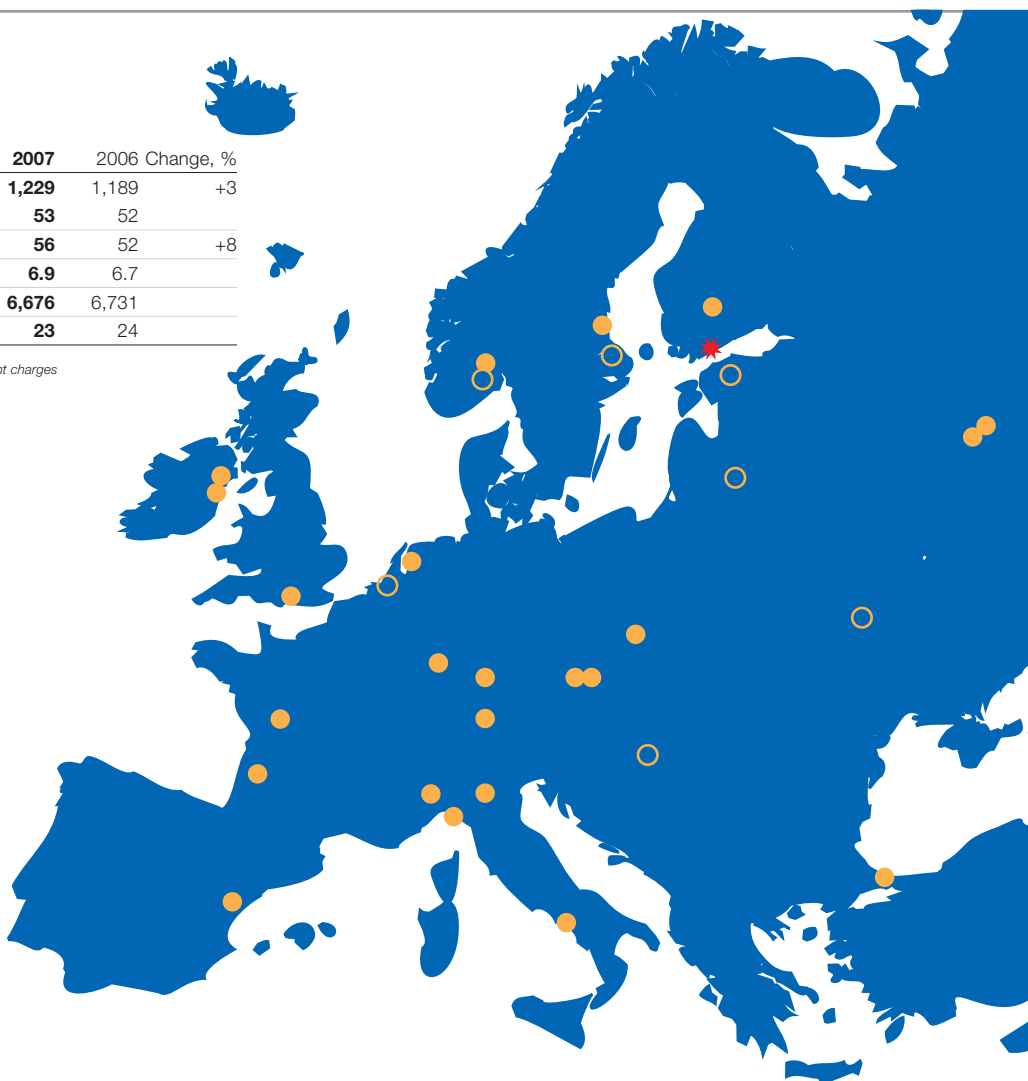 2007 2006 Change, %
1,229 1,189 +3
53 52
56 52 +8
6.9 6.7
6,676 6,731
23 24
nt charges